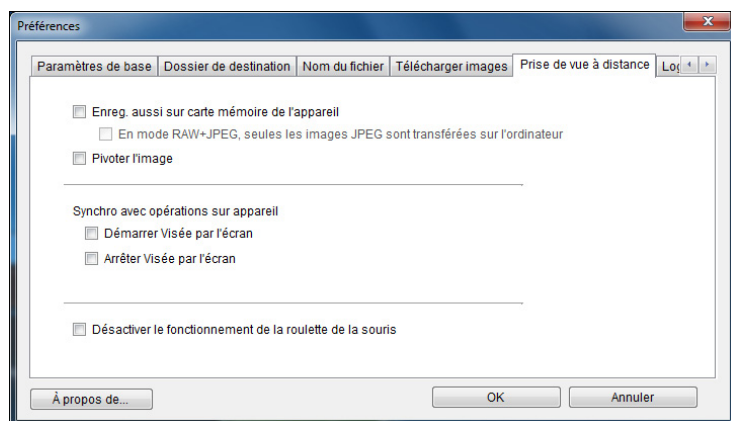 Préférences
Paramètres de base Dossier de destination Nom du fichier Télécharger images Prise de vue à distance
Enreg. aussi sur carte mémoire de l'appareil
En mode RAW+JPEG, seules les images JPEG sont transférées sur l'ordinateur
Pivoter l'image
Synchro avec opérations sur appareil
Démarrer Visée par l'écran
Arrêter Visée par l'écran
Désactiver le fonctionnement de la roulette de la souris
À propos de... OK Annuler